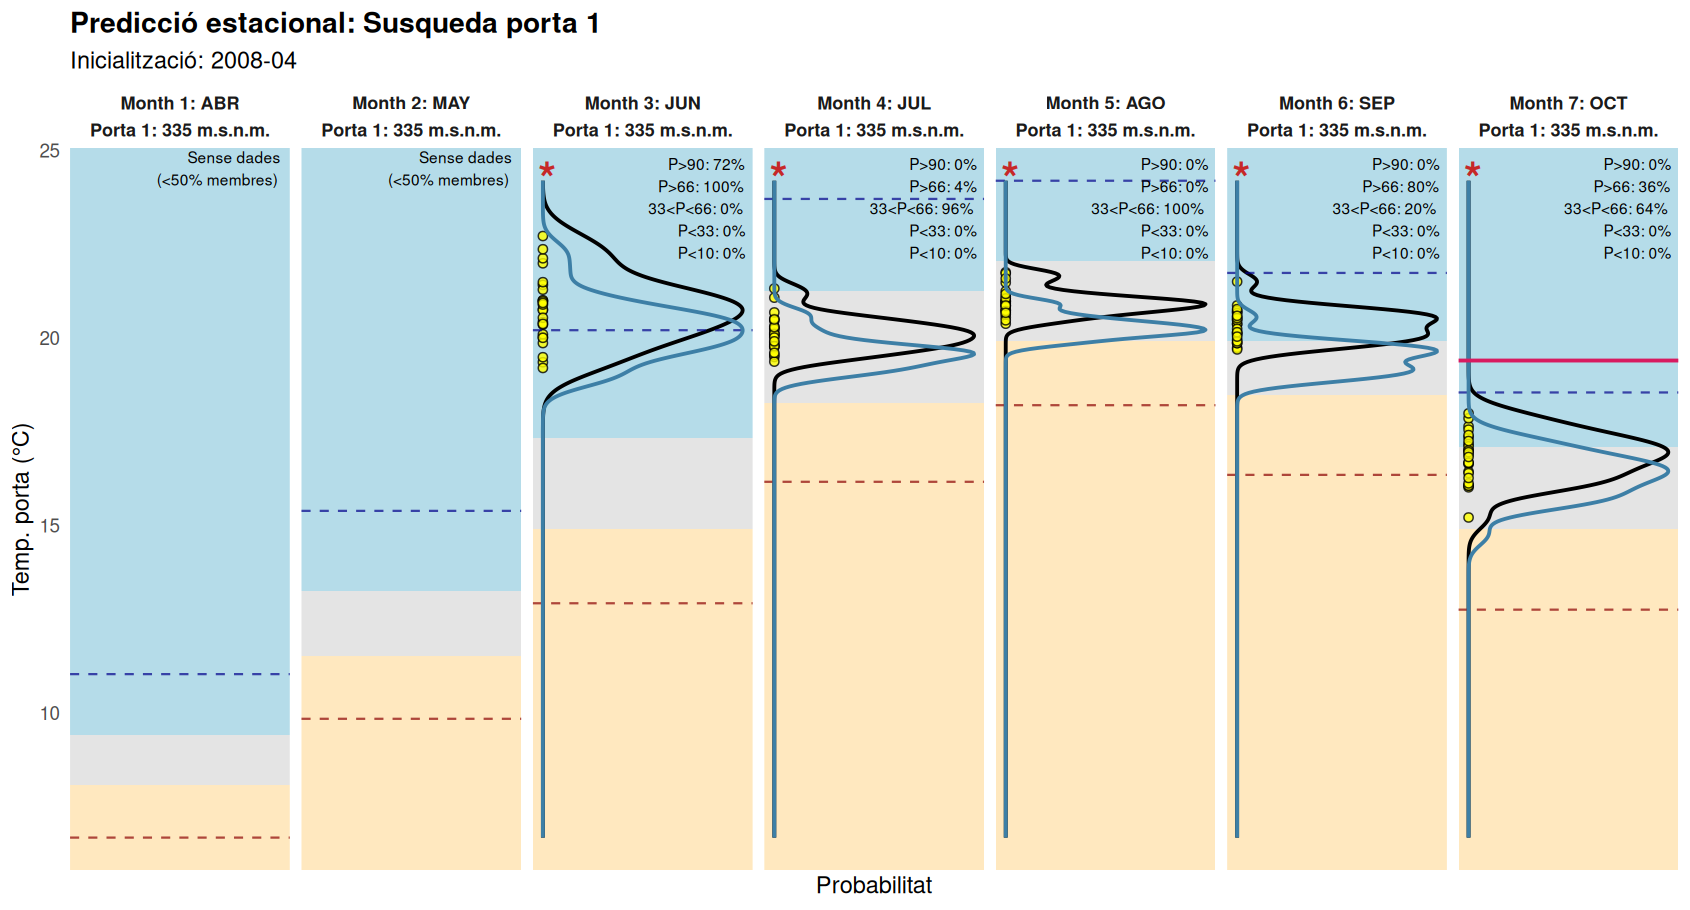 Predicció estacional: Susqueda porta 1
Inicialització: 2008-04
Month 1: ABR
Porta 1: 335 m.s.n.m.
Month 2: MAY
Porta 1: 335 m.s.n.m.
Month 3: JUN
Porta 1: 335 m.s.n.m.
Month 4: JUL
Porta 1: 335 m.s.n.m.
Month 5: AGO
Porta 1: 335 m.s.n.m.
Month 6: SEP
Porta 1: 335 m.s.n.m.
Month 7: OCT
Porta 1: 335 m.s.n.m.
Temp. porta (°C)
25
20
15
10
Sense dades
(<50% membres)
Sense dades
(<50% membres)
*
P>90: 72%
P>66: 100%
33<P<66: 0%
P<33: 0%
P<10: 0%
*
P>90: 0%
P>66: 4%
33<P<66: 96%
P<33: 0%
P<10: 0%
*
P>90: 0%
P>66: 0%
33<P<66: 100%
P<33: 0%
P<10: 0%
*
P>90: 0%
P>66: 80%
33<P<66: 20%
P<33: 0%
P<10: 0%
*
P>90: 0%
P>66: 36%
33<P<66: 64%
P<33: 0%
P<10: 0%
Probabilitat